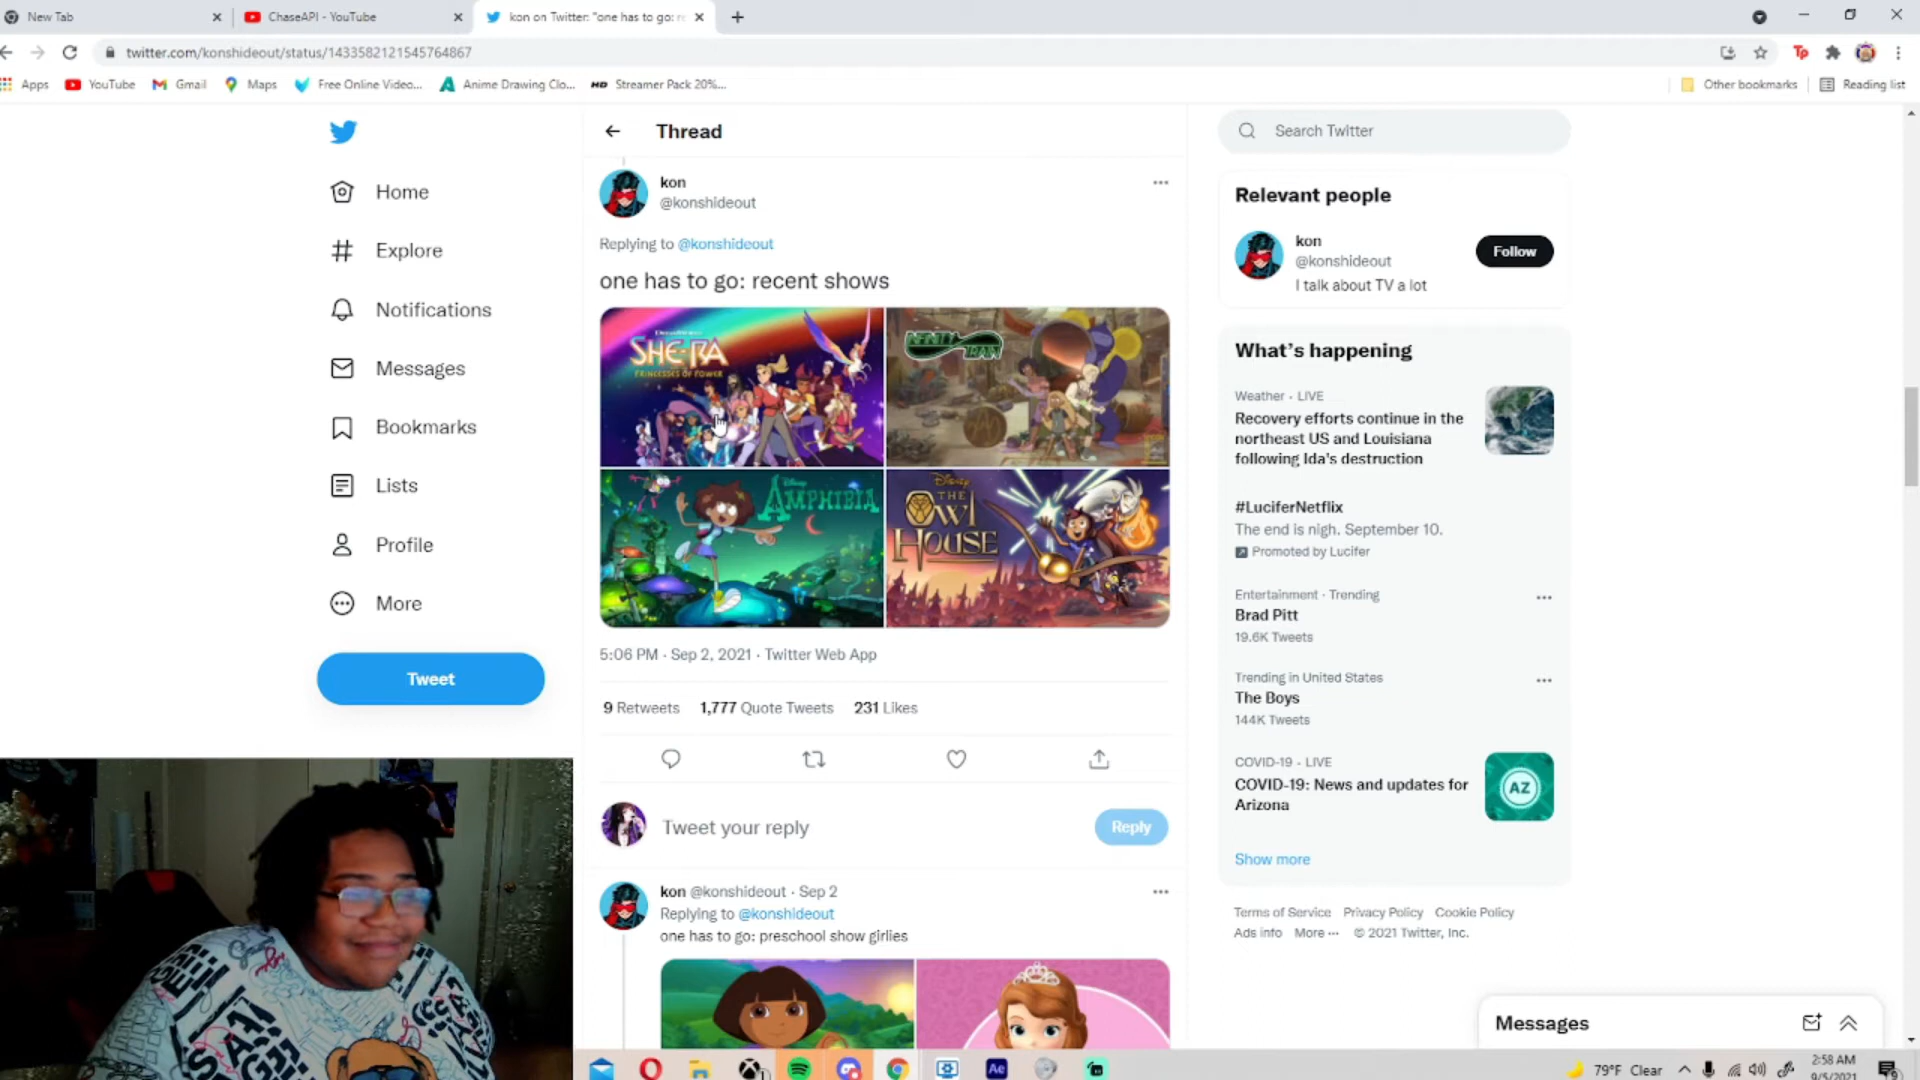 New Tab
ChaseAPI - YouTube
kon on Twitter: "one has to go: re
twitter.com/konshideout/status/1433582121545764867
Apps
YouTube
Gmail
Maps
Free Online Video...
Anime Drawing Clo...
Streamer Pack 20%...
Other bookmarks
Reading list
Home
Explore
Notifications
Messages
Bookmarks
Lists
Profile
More
Tweet
Thread
kon
@konshideout
Replying to @konshideout
one has to go: recent shows
SHE-RA
PRINCESSES OF POWER
INFINITY TRAIN
Disney
AMPHIBIA
Disney
THE
OWL
HOUSE
5:06 PM · Sep 2, 2021 · Twitter Web App
9 Retweets 1,777 Quote Tweets 231 Likes
Tweet your reply
Reply
kon @konshideout · Sep 2
Replying to @konshideout
one has to go: preschool show girlies
Search Twitter
Relevant people
kon
@konshideout
I talk about TV a lot
Follow
What's happening
Weather · LIVE
Recovery efforts continue in the
northeast US and Louisiana
following Ida's destruction
#LuciferNetflix
The end is nigh. September 10.
Promoted by Lucifer
Entertainment · Trending
Brad Pitt
19.6K Tweets
Trending in United States
The Boys
144K Tweets
COVID-19 · LIVE
COVID-19: News and updates for
Arizona
AZ
Show more
Terms of Service Privacy Policy Cookie Policy
Ads info More ··· © 2021 Twitter, Inc.
Messages
Ae
79°F Clear
2:58 AM
9/5/2021